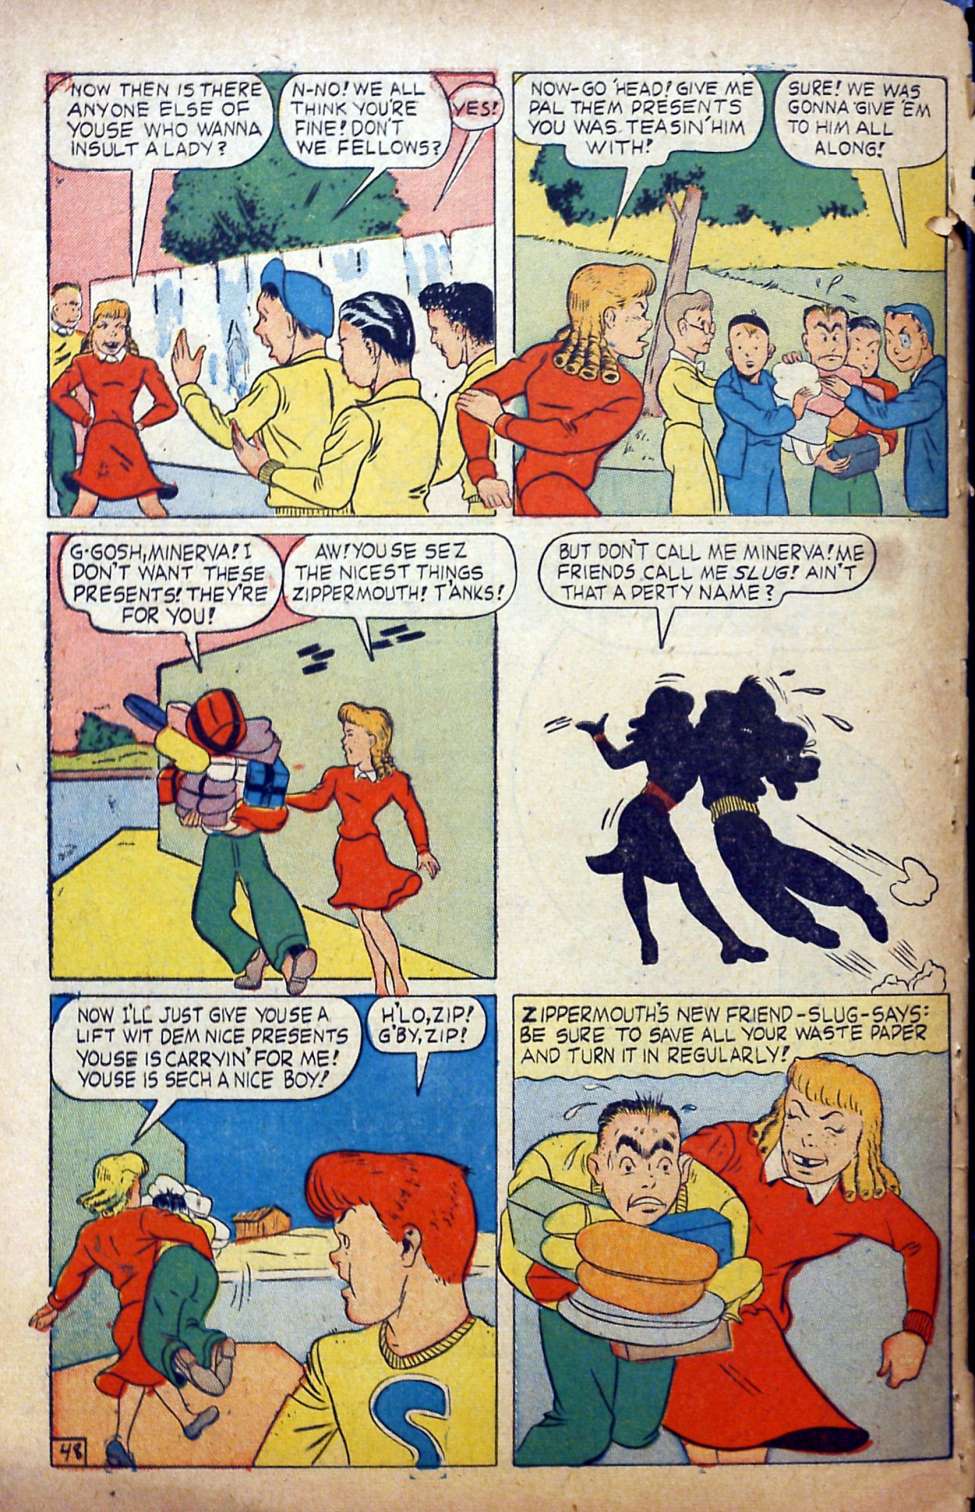 NOW THEN IS THERE
ANYONE ELSE OF
YOUSE WHO WANNA
INSULT A LADY?
N-NO! WE ALL
THINK YOU'RE
FINE! DON'T
WE FELLOWS?
YES!
NOW-GO 'HEAD! GIVE ME
PAL THEM PRESENTS
YOU WAS TEASIN' HIM
WITH!
SURE! WE WAS
GONNA 'GIVE 'EM
TO HIM ALL
ALONG!
G-GOSH, MINERVA! I
DON'T WANT THESE
PRESENTS! THEY'RE
FOR YOU!
AW! YOUSE SEZ
THE NICEST THINGS
ZIPPERMOUTH! T'ANKS!
BUT DON'T CALL ME MINERVA! ME
FRIENDS CALL ME SLUG! AIN'T
THAT A PERTY NAME?
NOW I'LL JUST GIVE YOUSE A
LIFT WIT DEM NICE PRESENTS
YOUSE IS CARRYIN' FOR ME!
YOUSE IS SECH A NICE BOY!
H'LO, ZIP!
G'BY, ZIP!
S
48
ZIPPERMOUTH'S NEW FRIEND-SLUG-SAYS:
BE SURE TO SAVE ALL YOUR WASTE PAPER
AND TURN IT IN REGULARLY!